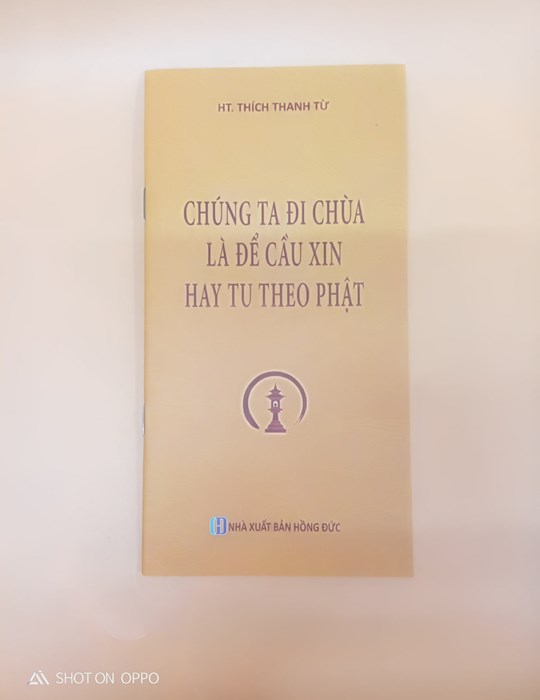 HT. THÍCH THANH TỪ
CHÚNG TA ĐI CHÙA
LÀ ĐỂ CẦU XIN
HAY TU THEO PHẬT
NHÀ XUẤT BẢN HỒNG ĐỨC
SHOT ON OPPO